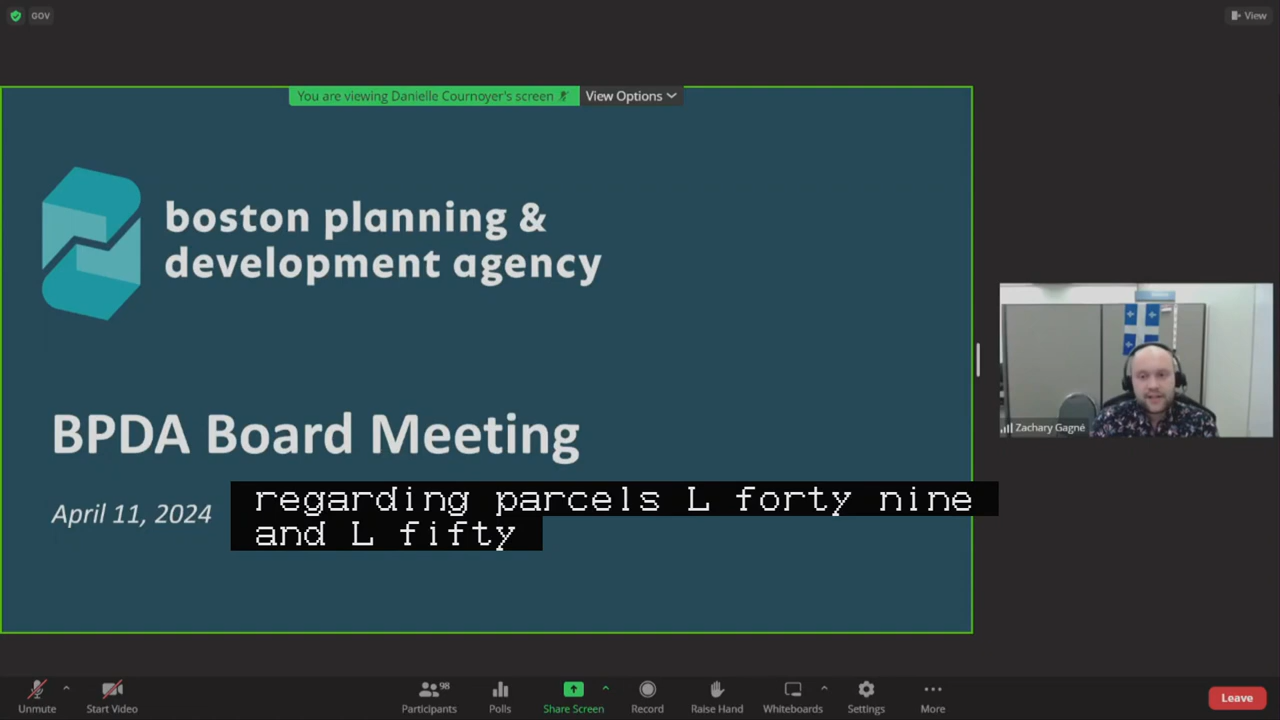 GOV
View
You are viewing Danielle Cournoyer's screen
View Options
boston planning &
development agency
BPDA Board Meeting
April 11, 2024
regarding parcels L forty nine
and L fifty
Zachary Gagné
Unmute
Start Video
98
Participants
Polls
Share Screen
Record
Raise Hand
Whiteboards
Settings
More
Leave